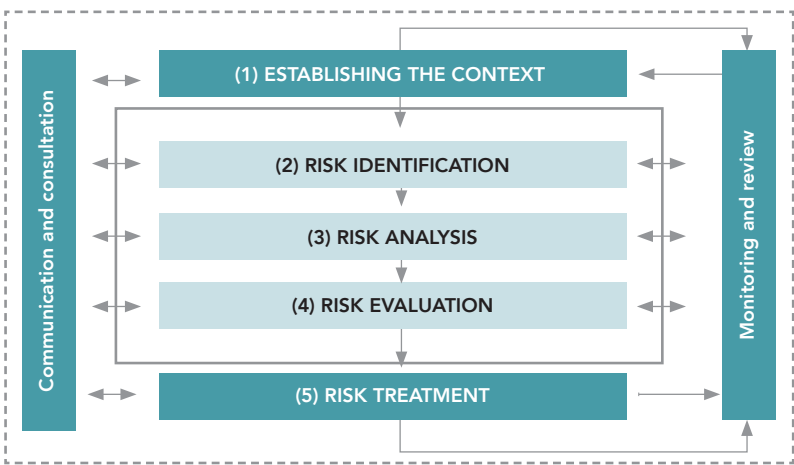 (1) ESTABLISHING THE CONTEXT
Communication and consultation
(2) RISK IDENTIFICATION
(3) RISK ANALYSIS
(4) RISK EVALUATION
(5) RISK TREATMENT
Monitoring and review